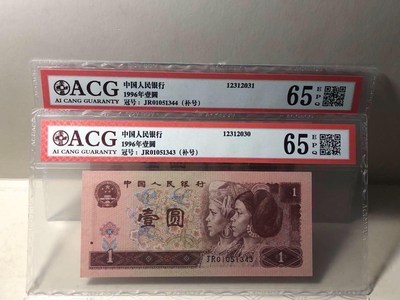 ACG
AI CANG GUARANTY
中国人民银行
1996年壹圆
冠号：JR01051344（补号）
12312031
65 EPQ
ACG
AI CANG GUARANTY
中国人民银行
1996年壹圆
冠号：JR01051343（补号）
12312030
65 EPQ
中国人民银行
壹圆
1
1
JR01051343